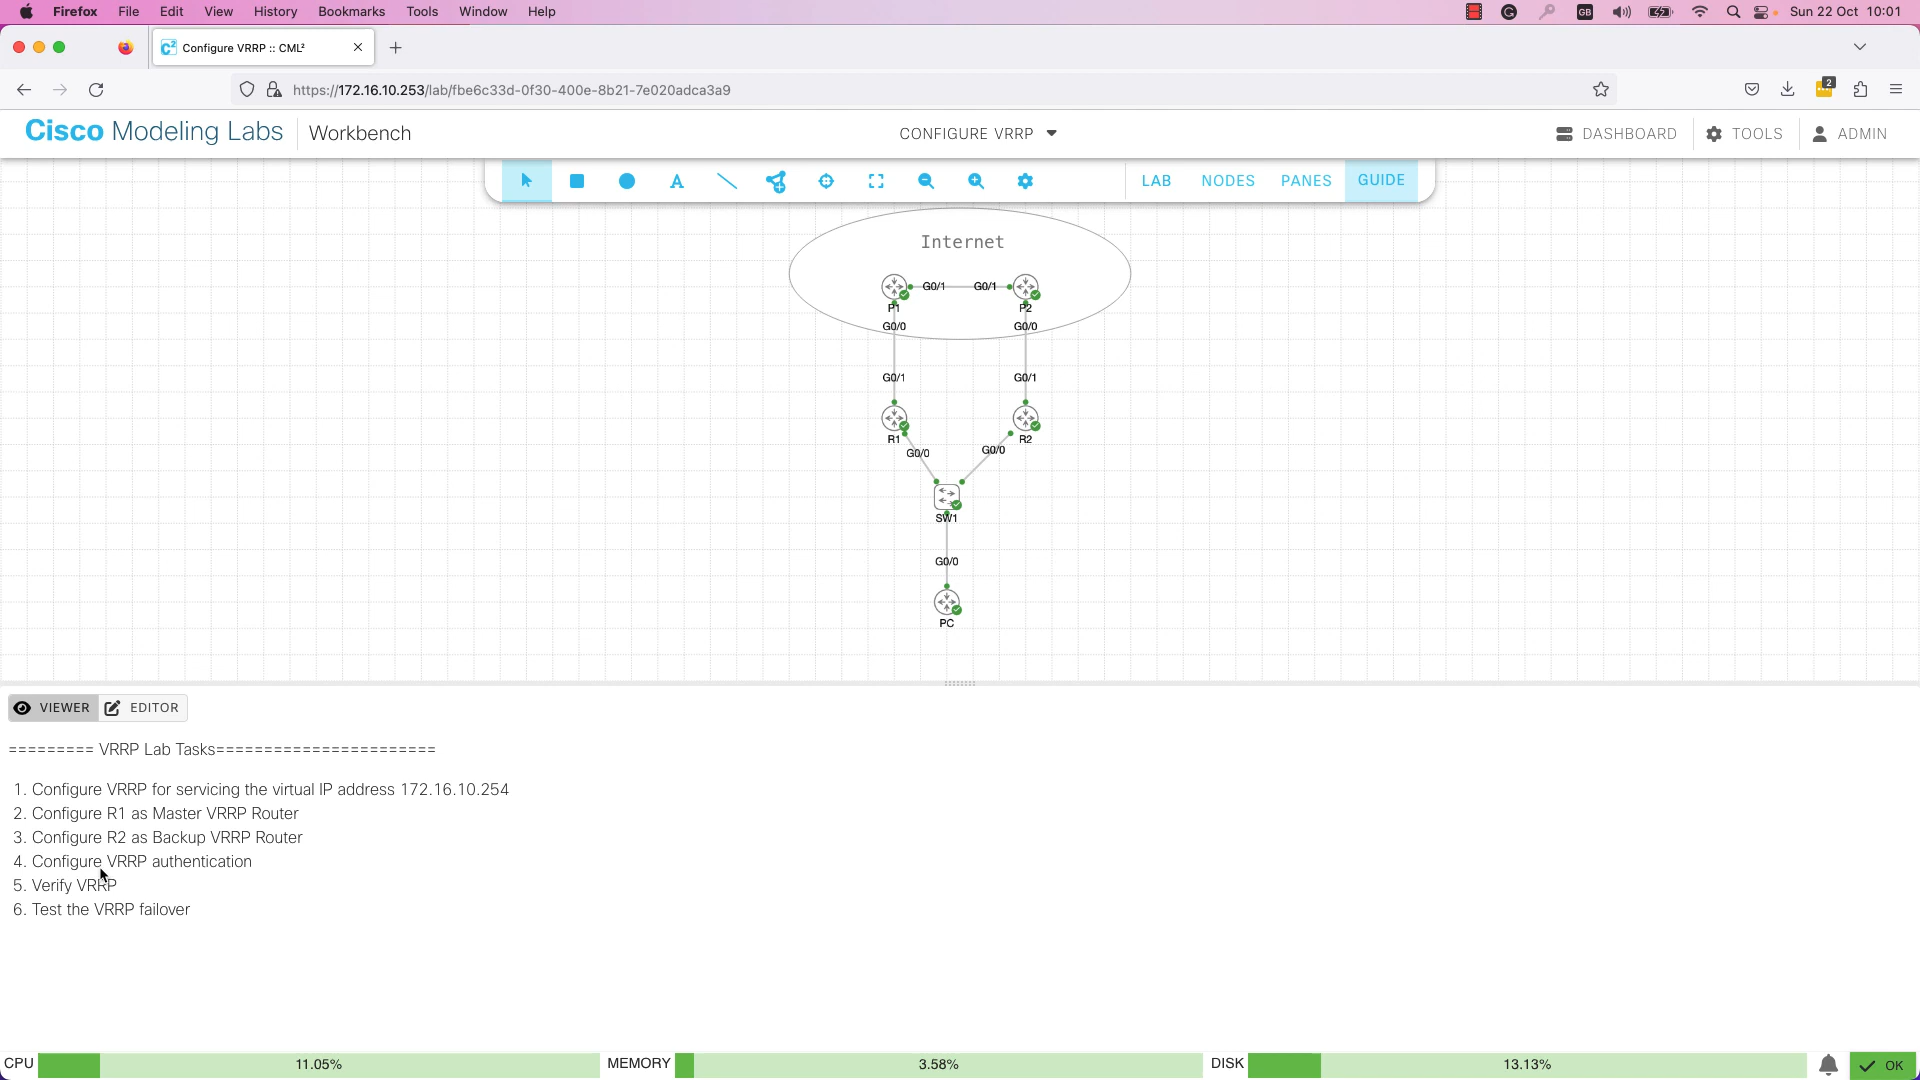 Firefox File Edit View History Bookmarks Tools Window Help GB Sun 22 Oct 10:01
Configure VRRP :: CML²
https://172.16.10.253/lab/fbe6c33d-0f30-400e-8b21-7e020adca3a9 2
Cisco Modeling Labs Workbench CONFIGURE VRRP DASHBOARD TOOLS ADMIN
A LAB NODES PANES GUIDE
Internet
G0/1 G0/1
P1 P2
G0/0 G0/0
G0/1 G0/1
R1 R2
G0/0 G0/0
SW1
G0/0
PC
VIEWER EDITOR
========= VRRP Lab Tasks=======================
1. Configure VRRP for servicing the virtual IP address 172.16.10.254
2. Configure R1 as Master VRRP Router
3. Configure R2 as Backup VRRP Router
4. Configure VRRP authentication
5. Verify VRRP
6. Test the VRRP failover
CPU 11.05% MEMORY 3.58% DISK 13.13% OK